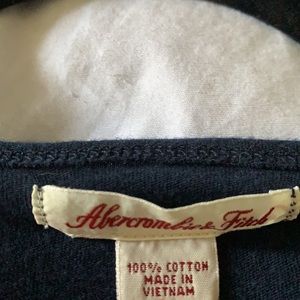 Abercrombie & Fitch
100% COTTON
MADE IN
VIETNAM